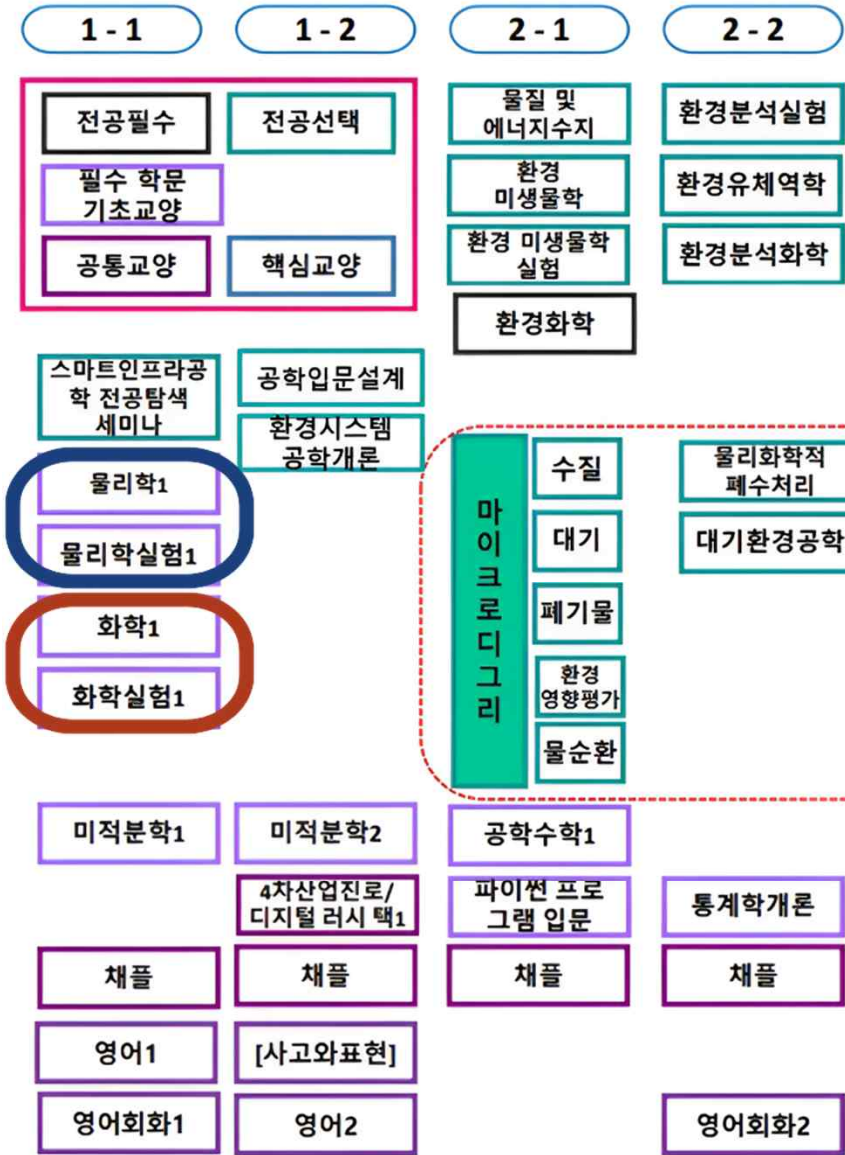 1 - 1
1 - 2
2 - 1
2 - 2
전공필수
전공선택
필수 학문
기초교양
공통교양
핵심교양
물질 및
에너지수지
환경분석실험
환경
미생물학
환경유체역학
환경 미생물학
실험
환경분석화학
환경화학
스마트인프라공
학 전공탐색
세미나
공학입문설계
환경시스템
공학개론
물리학1
물리학실험1
화학1
화학실험1
마이크로디그리
수질
대기
폐기물
환경
영향평가
물순환
물리화학적
폐수처리
대기환경공학
미적분학1
미적분학2
공학수학1
4차산업진로/
디지털 러시 택1
파이썬 프로
그램 입문
통계학개론
채플
채플
채플
채플
영어1
[사고와표현]
영어회화1
영어2
영어회화2